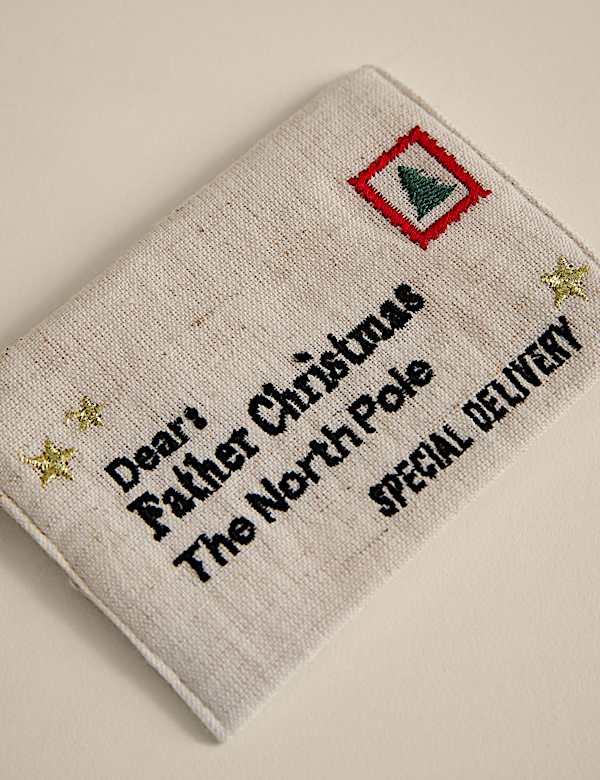 Dear:
Father Christmas
The North Pole
SPECIAL DELIVERY